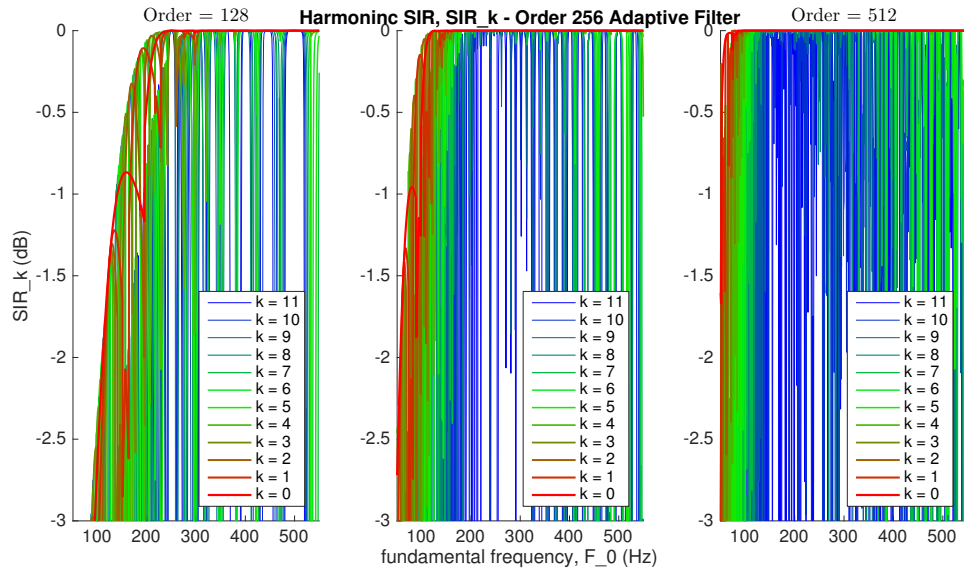 Order = 128
Harmoninc SIR, SIR_k - Order 256 Adaptive Filter
Order = 512
SIR_k (dB)
0
-0.5
-1
-1.5
-2
-2.5
-3
100 200 300 400 500
k = 11
k = 10
k = 9
k = 8
k = 7
k = 6
k = 5
k = 4
k = 3
k = 2
k = 1
k = 0
0
-0.5
-1
-1.5
-2
-2.5
-3
100 200 300 400 500
k = 11
k = 10
k = 9
k = 8
k = 7
k = 6
k = 5
k = 4
k = 3
k = 2
k = 1
k = 0
fundamental frequency, F_0 (Hz)
0
-0.5
-1
-1.5
-2
-2.5
-3
100 200 300 400 500
k = 11
k = 10
k = 9
k = 8
k = 7
k = 6
k = 5
k = 4
k = 3
k = 2
k = 1
k = 0